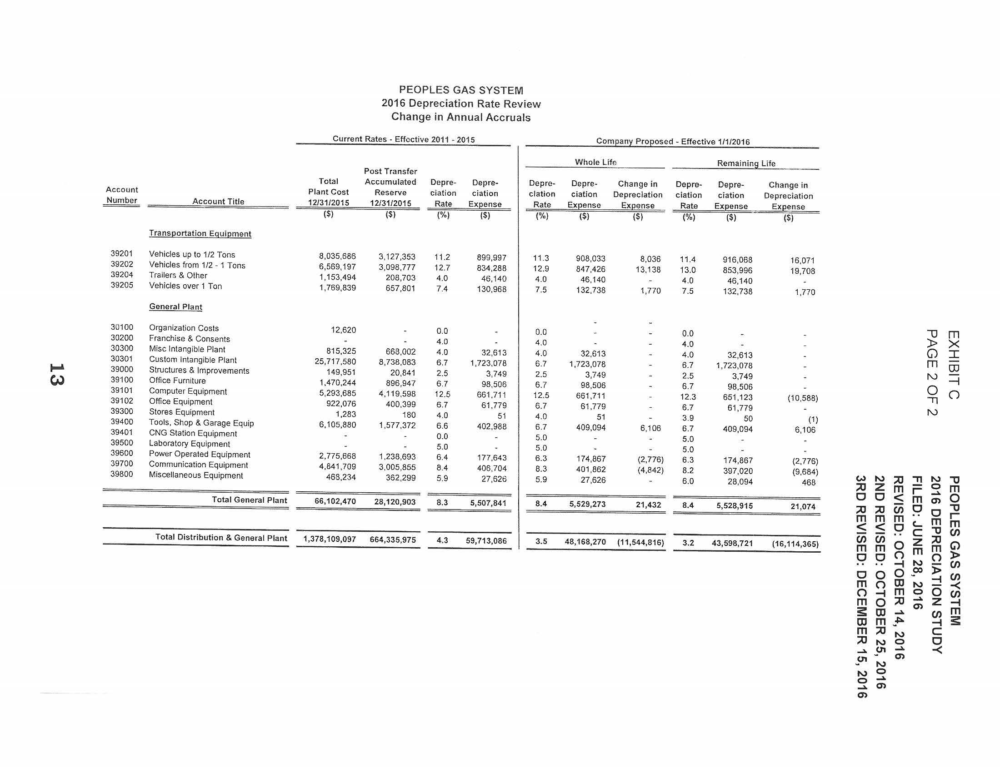 PEOPLES GAS SYSTEM
2016 Depreciation Rate Review
Change in Annual Accruals
Current Rates - Effective 2011 - 2015 Company Proposed - Effective 1/1/2016
Whole Life Remaining Life
Post Transfer
Total Accumulated Depre- Depre- Depre- Depre- Change in Depre- Depre- Change in
Account Plant Cost Reserve ciation ciation ciation ciation Depreciation ciation ciation Depreciation
Number Account Title 12/31/2015 12/31/2015 Rate Expense Rate Expense Expense Rate Expense Expense
($) ($) (%) ($) (%) ($) ($) (%) ($) ($)
Transportation Equipment
39201 Vehicles up to 1/2 Tons 8,035,686 3,127,353 11.2 899,997 11.3 908,033 8,036 11.4 916,068 16,071
39202 Vehicles from 1/2 - 1 Tons 6,569,197 3,098,777 12.7 834,288 12.9 847,426 13,138 13.0 853,996 19,708
39204 Trailers & Other 1,153,494 208,703 4.0 46,140 4.0 46,140 - 4.0 46,140 -
39205 Vehicles over 1 Ton 1,769,839 657,801 7.4 130,968 7.5 132,738 1,770 7.5 132,738 1,770
General Plant
- -
30100 Organization Costs 12,620 - 0.0 - 0.0 - - 0.0 - -
30200 Franchise & Consents - - 4.0 - 4.0 - - 4.0 - -
30300 Misc Intangible Plant 815,325 668,002 4.0 32,613 4.0 32,613 - 4.0 32,613 -
30301 Custom Intangible Plant 25,717,580 8,738,083 6.7 1,723,078 6.7 1,723,078 - 6.7 1,723,078 -
39000 Structures & Improvements 149,951 20,841 2.5 3,749 2.5 3,749 - 2.5 3,749 -
39100 Office Furniture 1,470,244 896,947 6.7 98,506 6.7 98,506 - 6.7 98,506 -
39101 Computer Equipment 5,293,685 4,119,598 12.5 661,711 12.5 661,711 - 12.3 651,123 (10,588)
39102 Office Equipment 922,076 400,399 6.7 61,779 6.7 61,779 - 6.7 61,779 -
39300 Stores Equipment 1,283 180 4.0 51 4.0 51 - 3.9 50 (1)
39400 Tools, Shop & Garage Equip 6,105,880 1,577,372 6.6 402,988 6.7 409,094 6,106 6.7 409,094 6,106
39401 CNG Station Equipment - - 0.0 - 5.0 - - 5.0 - -
39500 Laboratory Equipment - - 5.0 - 5.0 - - 5.0 - -
39600 Power Operated Equipment 2,775,668 1,238,693 6.4 177,643 6.3 174,867 (2,776) 6.3 174,867 (2,776)
39700 Communication Equipment 4,841,709 3,005,855 8.4 406,704 8.3 401,862 (4,842) 8.2 397,020 (9,684)
39800 Miscellaneous Equipment 468,234 362,299 5.9 27,626 5.9 27,626 - 6.0 28,094 468
Total General Plant 66,102,470 28,120,903 8.3 5,507,841 8.4 5,529,273 21,432 8.4 5,528,915 21,074
Total Distribution & General Plant 1,378,109,097 664,335,975 4.3 59,713,086 3.5 48,168,270 (11,544,816) 3.2 43,598,721 (16,114,365)
EXHIBIT C
PAGE 2 OF 2
PEOPLES GAS SYSTEM
2016 DEPRECIATION STUDY
FILED: JUNE 28, 2016
REVISED: OCTOBER 14, 2016
2ND REVISED: OCTOBER 25, 2016
3RD REVISED: DECEMBER 15, 2016
13